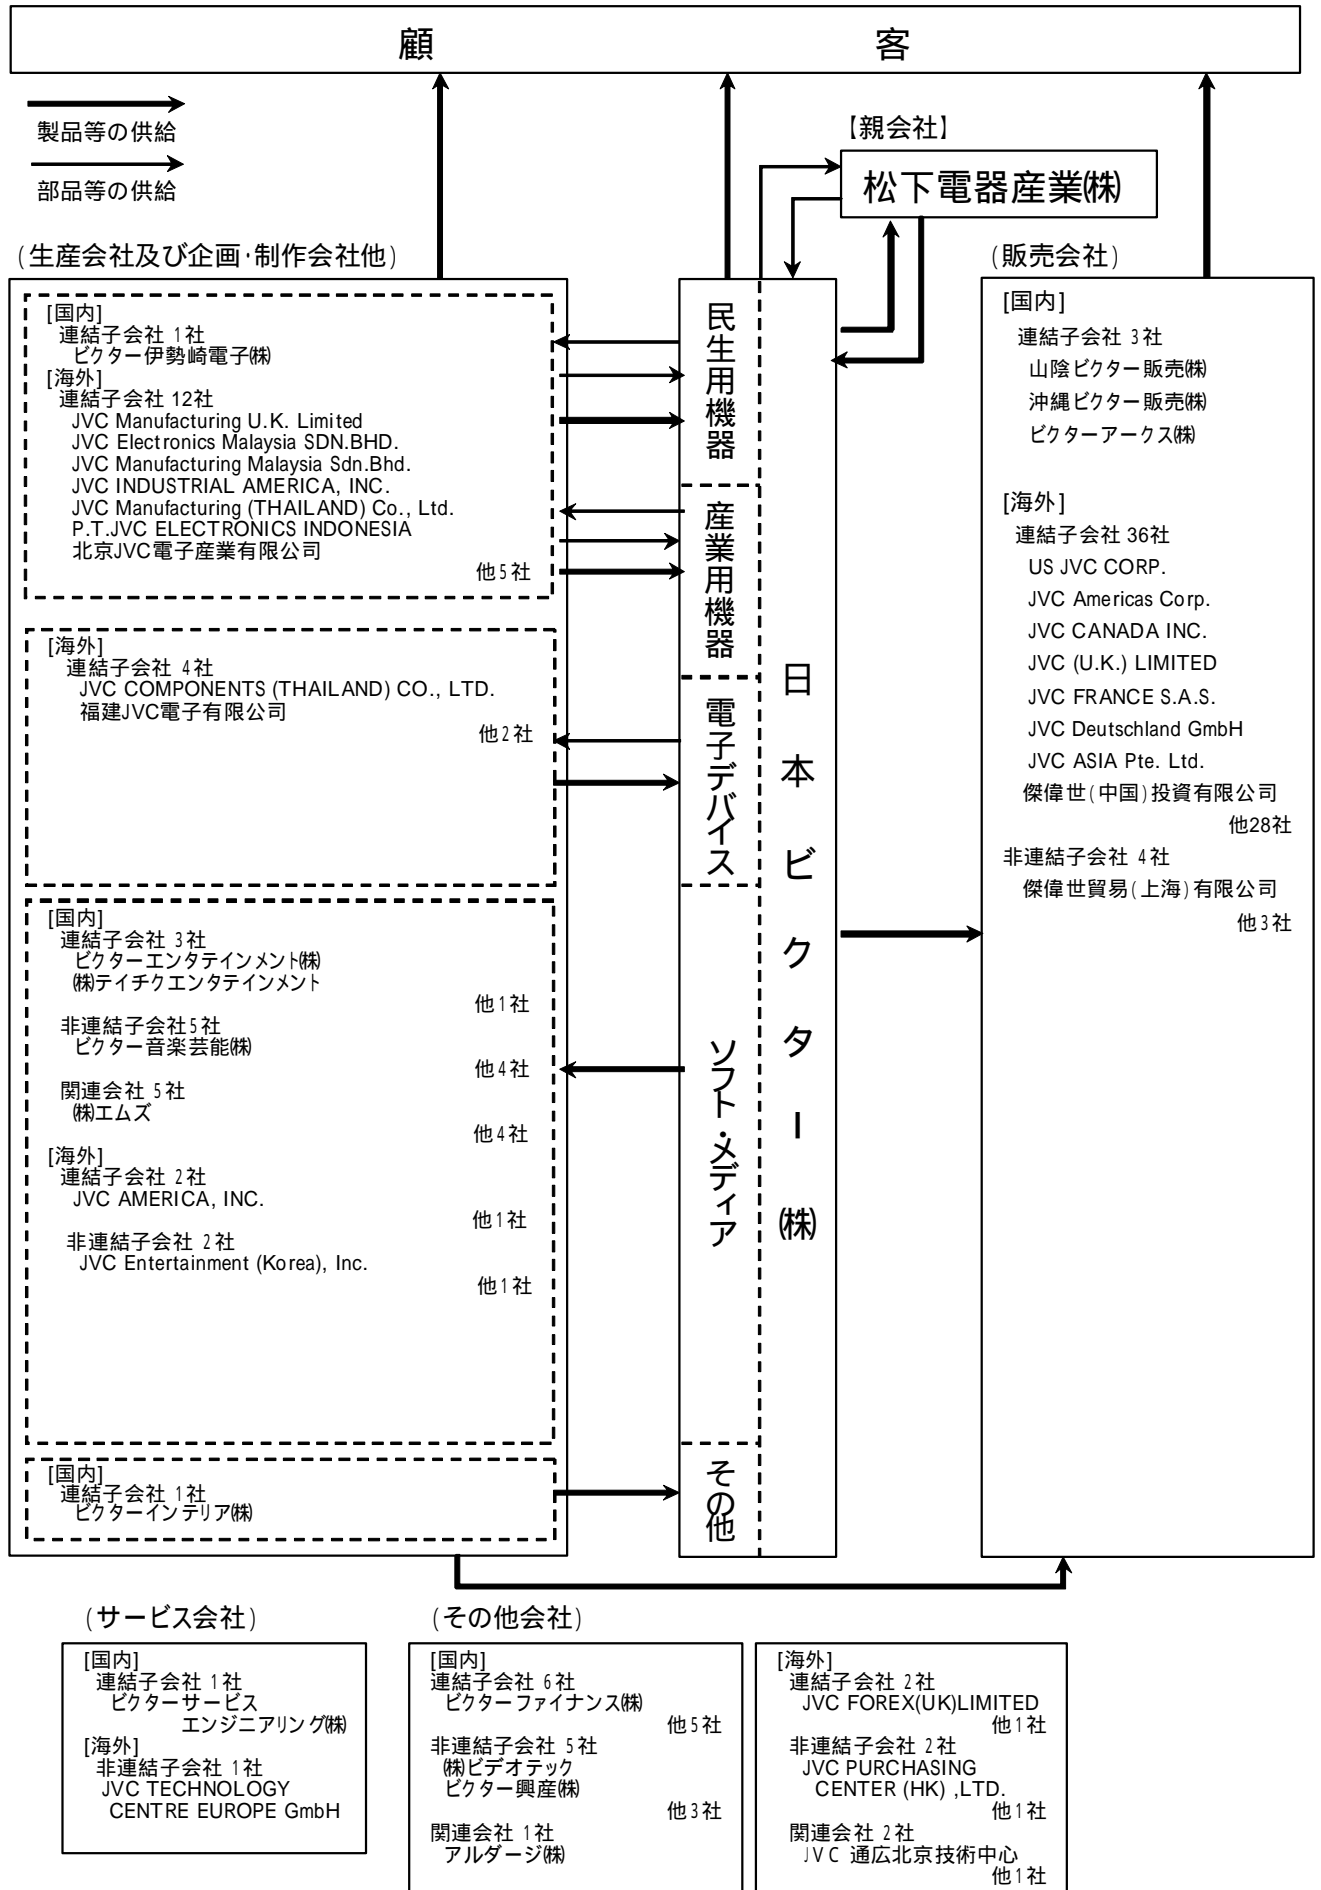 顧客
製品等の供給
部品等の供給
【親会社】
松下電器産業㈱
(生産会社及び企画・制作会社他)
[国内]
連結子会社 1社
ビクター伊勢崎電子㈱
[海外]
連結子会社 12社
JVC Manufacturing U.K. Limited
JVC Electronics Malaysia SDN.BHD.
JVC Manufacturing Malaysia Sdn.Bhd.
JVC INDUSTRIAL AMERICA, INC.
JVC Manufacturing (THAILAND) Co., Ltd.
P.T.JVC ELECTRONICS INDONESIA
北京JVC電子産業有限公司
他5社
[海外]
連結子会社 4社
JVC COMPONENTS (THAILAND) CO., LTD.
福建JVC電子有限公司
他2社
[国内]
連結子会社 3社
ビクターエンタテインメント㈱
㈱テイチクエンタテインメント
他1社
非連結子会社5社
ビクター音楽芸能㈱
他4社
関連会社 5社
㈱エムズ
他4社
[海外]
連結子会社 2社
JVC AMERICA, INC.
他1社
非連結子会社 2社
JVC Entertainment (Korea), Inc.
他1社
[国内]
連結子会社 1社
ビクターインテリア㈱
民生用機器
産業用機器
電子デバイス
ソフト・メディア
その他
日本ビクター㈱
(販売会社)
[国内]
連結子会社 3社
山陰ビクター販売㈱
沖縄ビクター販売㈱
ビクターアークス㈱
[海外]
連結子会社 36社
US JVC CORP.
JVC Americas Corp.
JVC CANADA INC.
JVC (U.K.) LIMITED
JVC FRANCE S.A.S.
JVC Deutschland GmbH
JVC ASIA Pte. Ltd.
傑偉世(中国)投資有限公司
他28社
非連結子会社 4社
傑偉世貿易(上海)有限公司
他3社
(サービス会社)
[国内]
連結子会社 1社
ビクターサービス
エンジニアリング㈱
[海外]
非連結子会社 1社
JVC TECHNOLOGY
CENTRE EUROPE GmbH
(その他会社)
[国内]
連結子会社 6社
ビクターファイナンス㈱
他5社
非連結子会社 5社
㈱ビデオテック
ビクター興産㈱
他3社
関連会社 1社
アルダージ㈱
[海外]
連結子会社 2社
JVC FOREX(UK)LIMITED
他1社
非連結子会社 2社
JVC PURCHASING
CENTER (HK) ,LTD.
他1社
関連会社 2社
JVC 通広北京技術中心
他1社